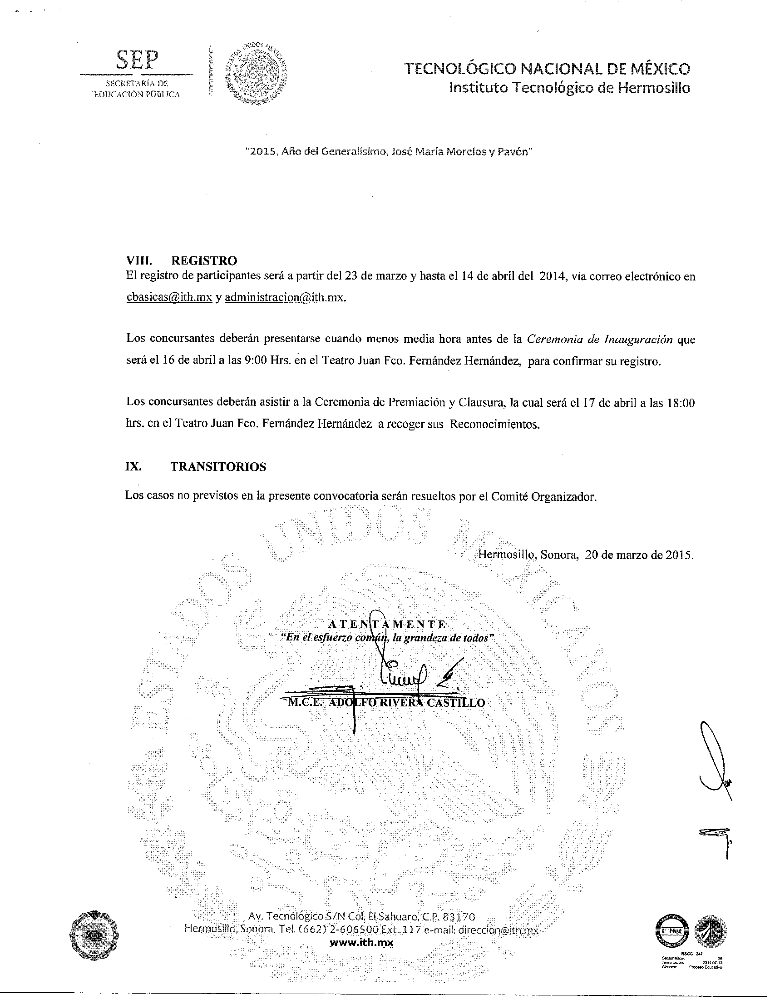 SEP
SECRETARÍA DE
EDUCACIÓN PÚBLICA
ESTADOS UNIDOS MEXICANOS
TECNOLÓGICO NACIONAL DE MÉXICO
Instituto Tecnológico de Hermosillo
"2015, Año del Generalísimo, José María Morelos y Pavón"
VIII. REGISTRO
El registro de participantes será a partir del 23 de marzo y hasta el 14 de abril del 2014, vía correo electrónico en
cbasicas@ith.mx y administracion@ith.mx.
Los concursantes deberán presentarse cuando menos media hora antes de la Ceremonia de Inauguración que
será el 16 de abril a las 9:00 Hrs. en el Teatro Juan Fco. Fernández Hernández, para confirmar su registro.
Los concursantes deberán asistir a la Ceremonia de Premiación y Clausura, la cual será el 17 de abril a las 18:00
hrs. en el Teatro Juan Fco. Fernández Hernández a recoger sus Reconocimientos.
IX. TRANSITORIOS
Los casos no previstos en la presente convocatoria serán resueltos por el Comité Organizador.
ESTADOS UNIDOS MEXICANOS
Hermosillo, Sonora, 20 de marzo de 2015.
A T E N T A M E N T E
"En el esfuerzo común, la grandeza de todos"
M.C.E. ADOLFO RIVERA CASTILLO
Av. Tecnológico S/N Col. El Sahuaro, C.P. 83170
Hermosillo, Sonora. Tel. (662) 2-606500 Ext. 117 e-mail: direccion@ith.mx
www.ith.mx
IQNet
RSGC 247
Sector Nace: 36
Terminación: 2014.07.13
Alcance: Proceso Educativo